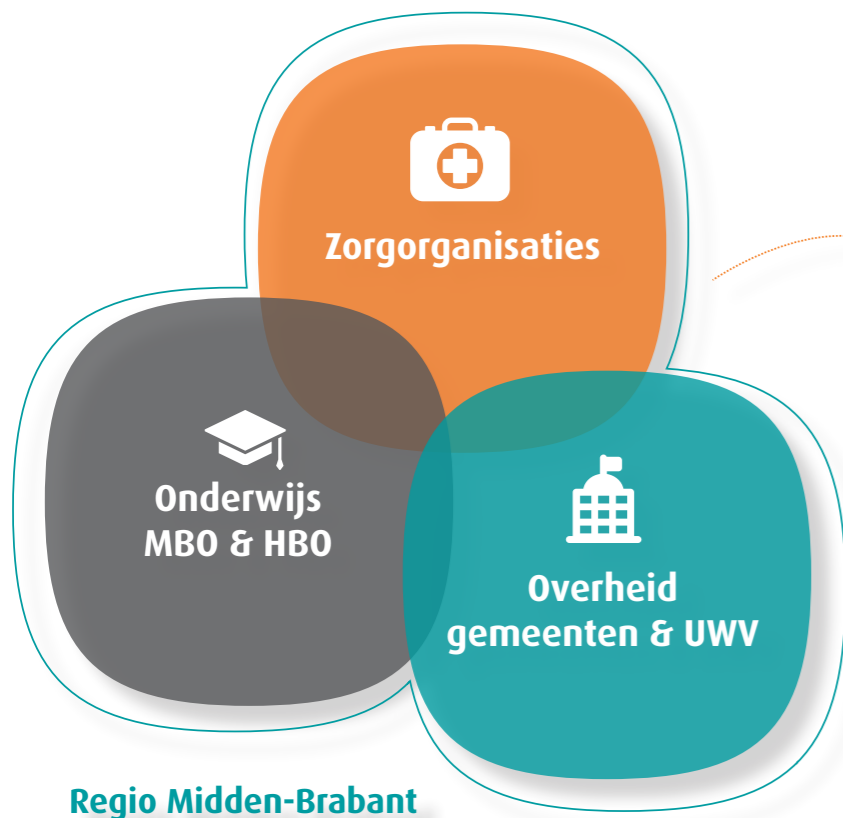 Zorgorganisaties
Onderwijs
MBO & HBO
Overheid
gemeenten & UWV
Regio Midden-Brabant